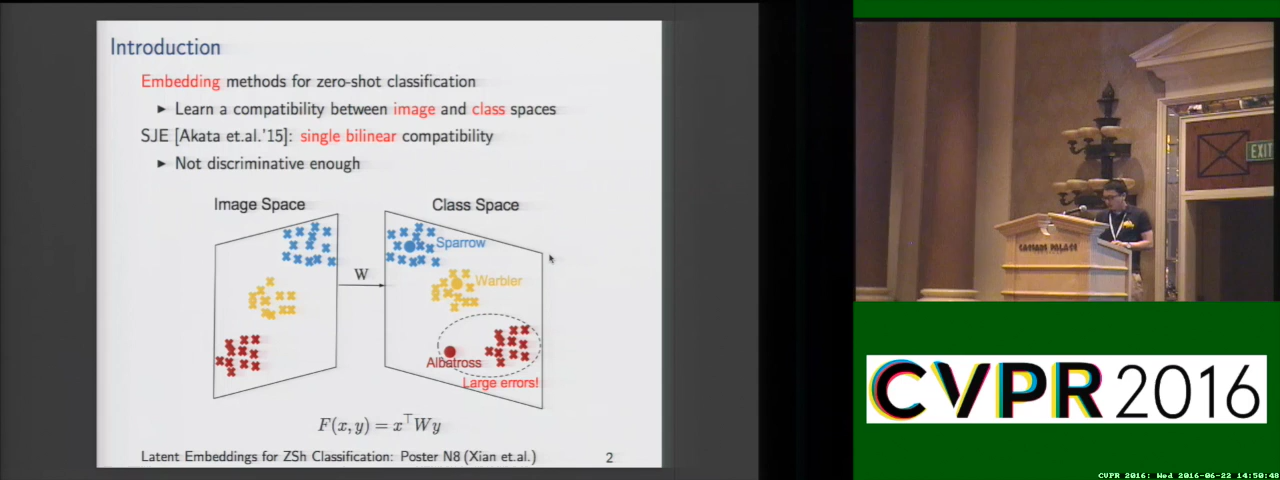 Introduction
Embedding methods for zero-shot classification
► Learn a compatibility between image and class spaces
SJE [Akata et.al.'15]: single bilinear compatibility
► Not discriminative enough
Image Space
Class Space
Sparrow
W
Warbler
Albatross
Large errors!
F(x, y) = x⊤Wy
Latent Embeddings for ZSh Classification: Poster N8 (Xian et.al.)
2
EXIT
CAESARS PALACE
CVPR 2016
CVPR 2016: Wed 2016-06-22 14:50:48